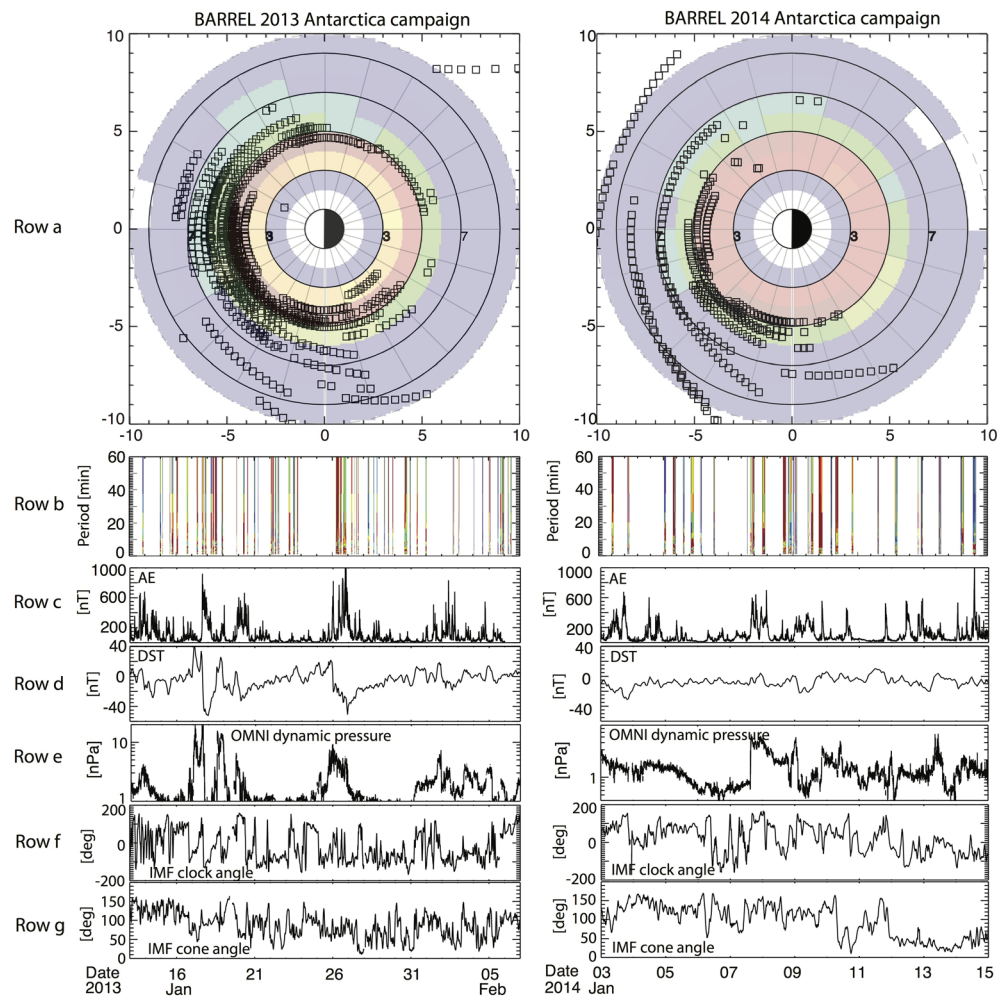 BARREL 2013 Antarctica campaign
BARREL 2014 Antarctica campaign
Row a
10
5
0
-5
-10
3
3
7
-10
-5
0
5
10
10
5
0
-5
-10
3
3
7
-10
-5
0
5
10
Row b
Period [min]
60
40
20
0
Period [min]
60
40
20
0
Row c
[nT]
1000
600
200
AE
[nT]
1000
600
200
AE
Row d
[nT]
40
0
-40
DST
[nT]
40
0
-40
DST
Row e
[nPa]
10
1
OMNI dynamic pressure
[nPa]
1
OMNI dynamic pressure
Row f
[deg]
200
0
-200
IMF clock angle
[deg]
200
0
-200
IMF clock angle
Row g
[deg]
150
100
50
0
IMF cone angle
[deg]
150
100
50
0
IMF cone angle
Date 16 21 26 31 05
2013 Jan Feb
Date 03 05 07 09 11 13 15
2014 Jan